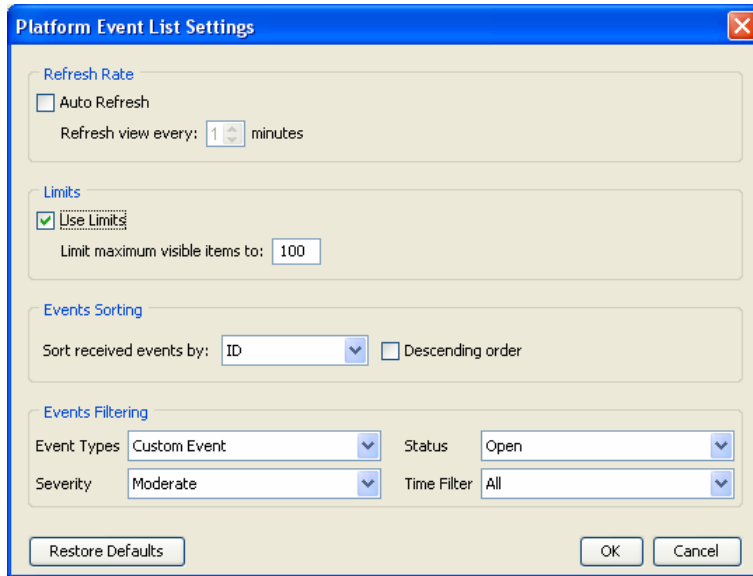 Platform Event List Settings
Refresh Rate
Auto Refresh
Refresh view every: 1 minutes
Limits
Use Limits
Limit maximum visible items to: 100
Events Sorting
Sort received events by: ID Descending order
Events Filtering
Event Types Custom Event Status Open
Severity Moderate Time Filter All
Restore Defaults OK Cancel